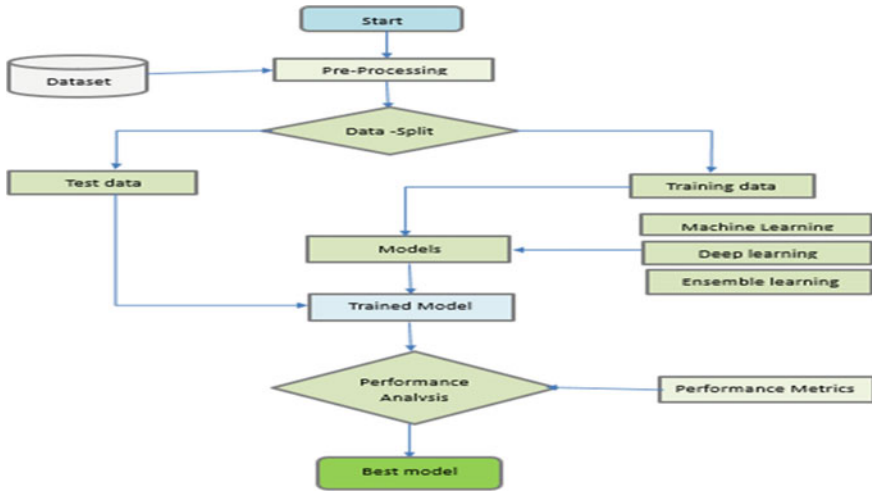 Start
Pre-Processing
Dataset
Data -Split
Test data
Training data
Machine Learning
Models
Deep learning
Ensemble learning
Trained Model
Performance
Analysis
Performance Metrics
Best model